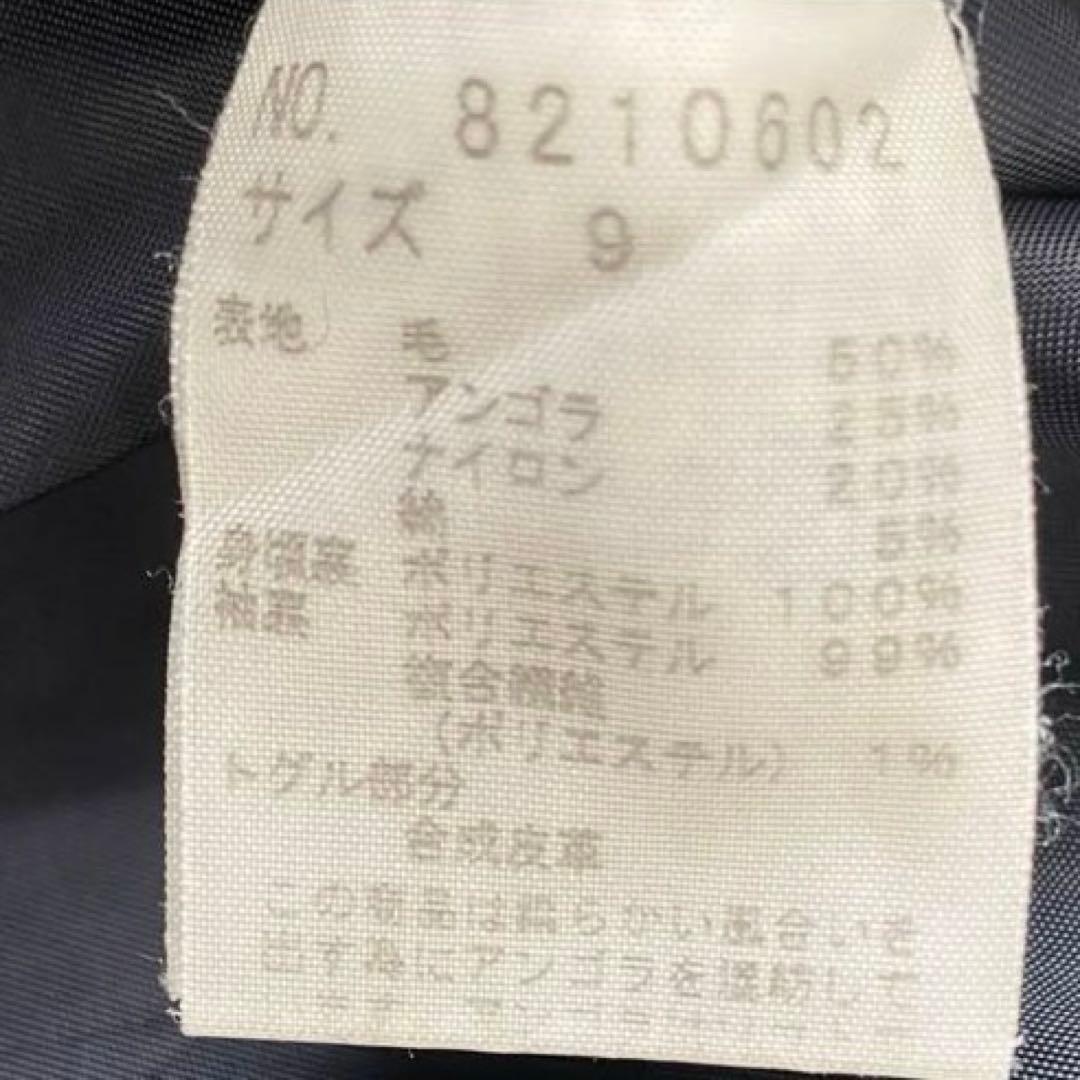 NO. 8210602
サイズ 9
表地 毛 50%
アンゴラ 25%
ナイロン 20%
5%
身頃裏 ポリエステル 100%
袖裏 ポリエステル 99%
複合繊維
(ポリエステル) 1%
トグル部分
合成皮革
この商品は柔らかい風合いを
出す為にアンゴラを混紡して